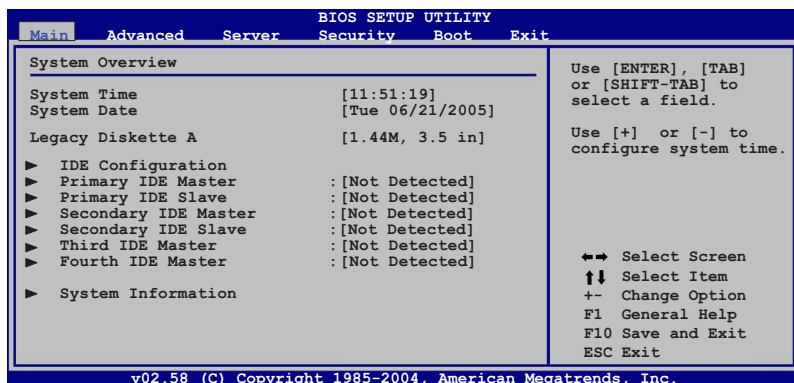 BIOS SETUP UTILITY
Main Advanced Server Security Boot Exit
System Overview
System Time [11:51:19]
System Date [Tue 06/21/2005]
Legacy Diskette A [1.44M, 3.5 in]
IDE Configuration
Primary IDE Master :[Not Detected]
Primary IDE Slave :[Not Detected]
Secondary IDE Master :[Not Detected]
Secondary IDE Slave :[Not Detected]
Third IDE Master :[Not Detected]
Fourth IDE Master :[Not Detected]
System Information
Use [ENTER], [TAB]
or [SHIFT-TAB] to
select a field.
Use [+] or [-] to
configure system time.
Select Screen
Select Item
+- Change Option
F1 General Help
F10 Save and Exit
ESC Exit
v02.58 (C) Copyright 1985-2004, American Megatrends, Inc.